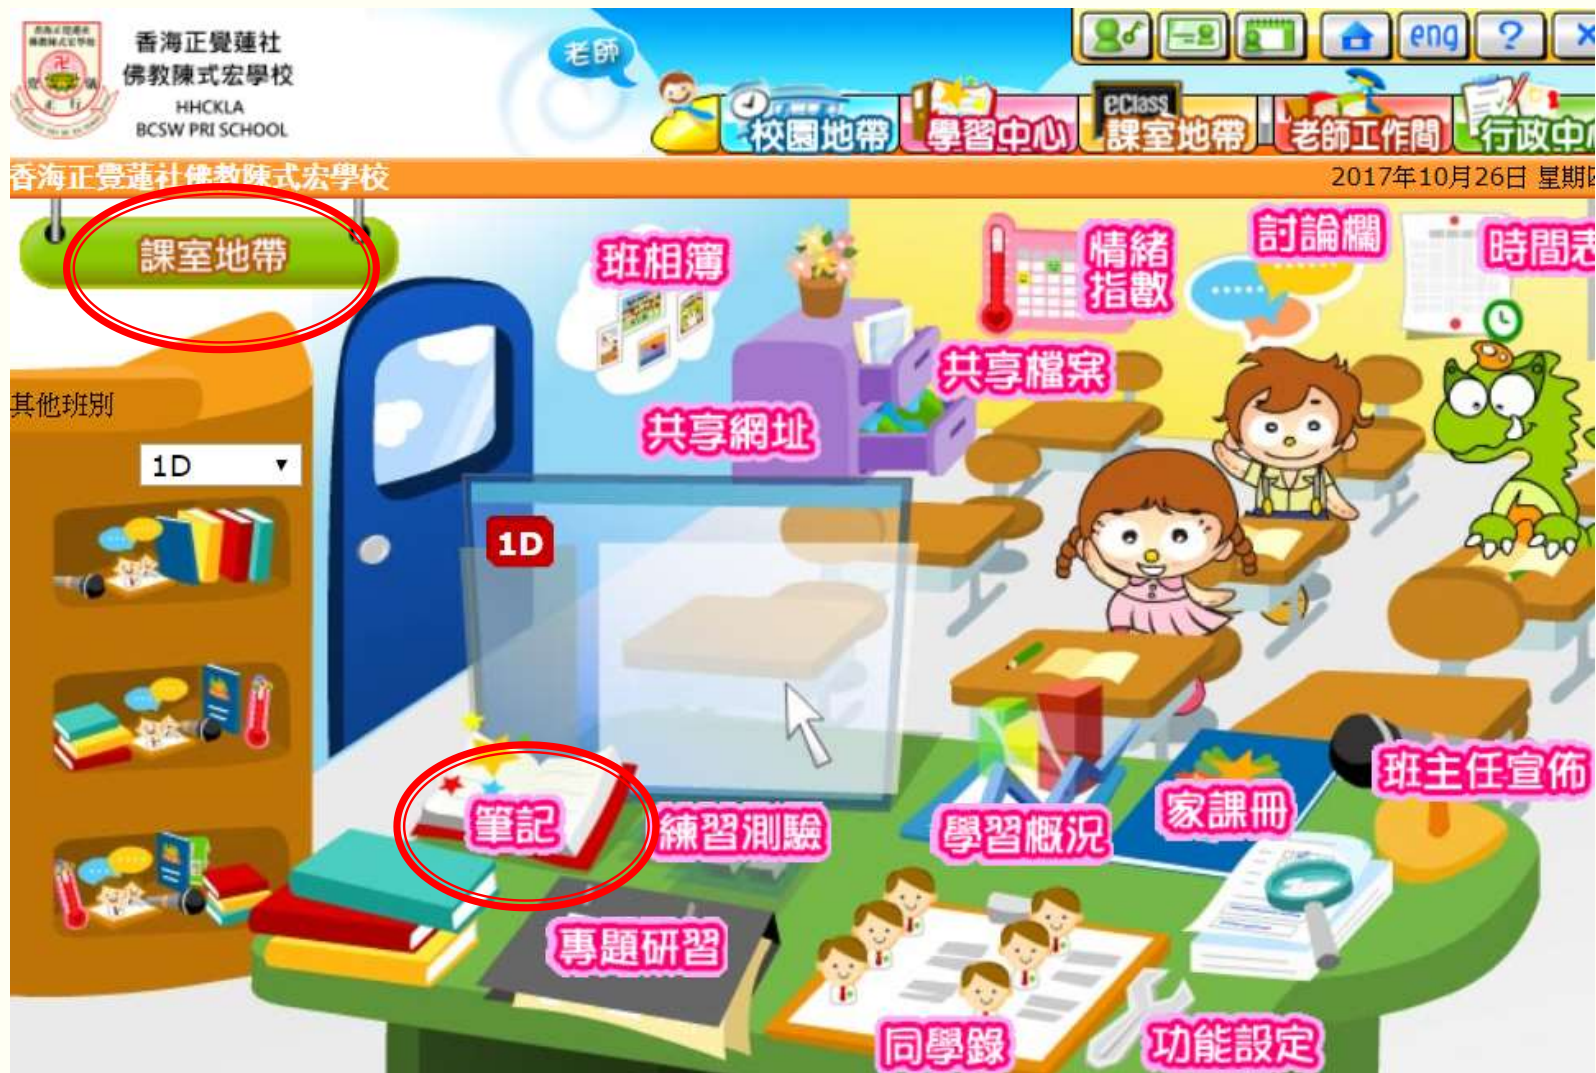 香海正覺蓮社
佛教陳式宏學校
HHCKLA
BCSW PRI SCHOOL
老師
eng
?
校園地帶
學習中心
eClass
課室地帶
老師工作間
行政中
香海正覺蓮社佛教陳式宏學校
2017年10月26日 星期
課室地帶
班相簿
情緒
指數
討論欄
時間
共享檔案
共享網址
其他班別
1D
1D
筆記
練習測驗
學習概況
家課冊
班主任宣佈
專題研習
同學錄
功能設定